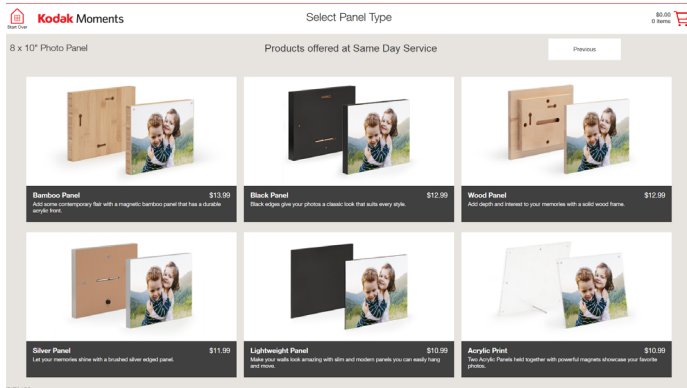 Start Over
Kodak Moments
Select Panel Type
$0.00
0 items
8 x 10" Photo Panel
Products offered at Same Day Service
Previous
Bamboo Panel $13.99
Add some contemporary flair with a magnetic bamboo panel that has a durable
acrylic front.
Black Panel $12.99
Black edges give your photos a classic look that suits every style.
Wood Panel $12.99
Add depth and interest to your memories with a solid wood frame.
Silver Panel $11.99
Let your memories shine with a brushed silver edged panel.
Lightweight Panel $10.99
Make your walls look amazing with slim and modern panels you can easily hang
and move.
Acrylic Print $10.99
Two Acrylic Panels held together with powerful magnets showcase your favorite
photos.